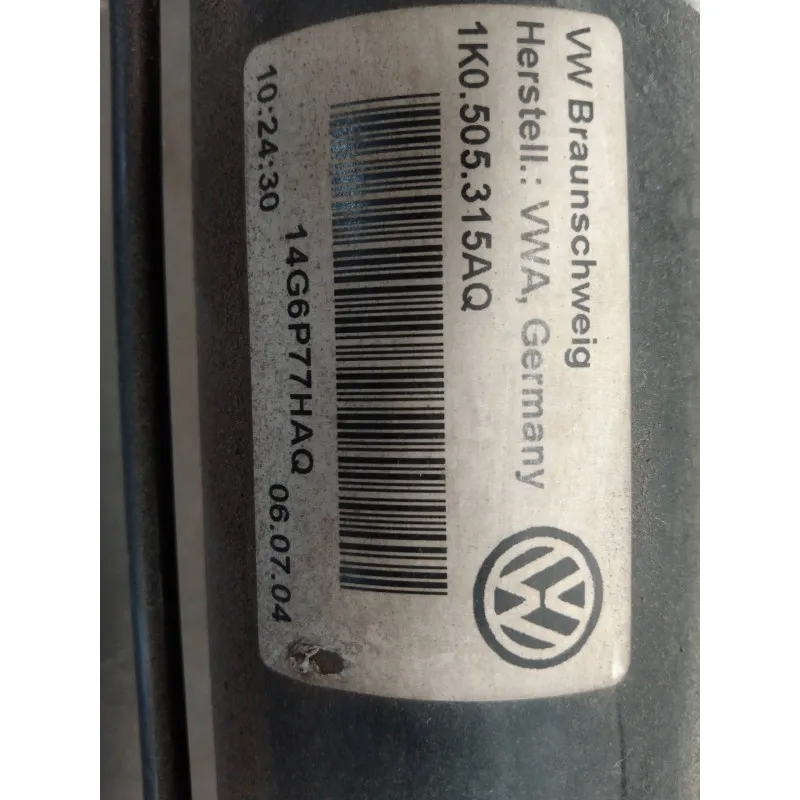 VW Braunschweig
Herstell.: VWA, Germany
1K0.505.315AQ
14G6P77HAQ
10:24:30
06.07.04